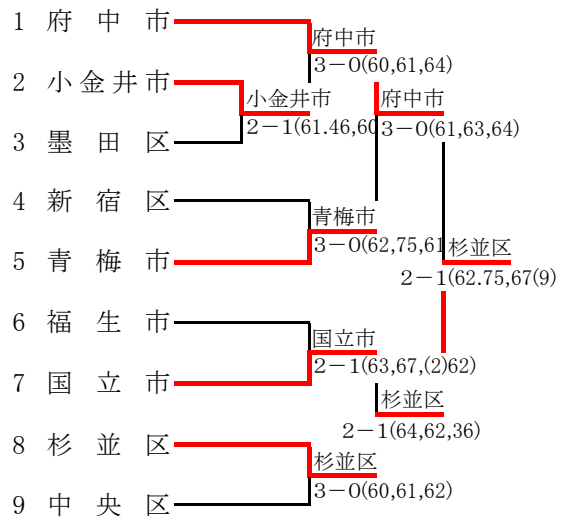 1 府中市
府中市
3－0(60,61,64)
2 小金井市
小金井市
府中市
2－1(61.46,60
3－0(61,63,64)
3 墨田区
4 新宿区
青梅市
3－0(62,75,61
杉並区
5 青梅市
2－1(62.75,67(9)
6 福生市
国立市
2－1(63,67,(2)62)
7 国立市
杉並区
2－1(64,62,36)
8 杉並区
杉並区
3－0(60,61,62)
9 中央区